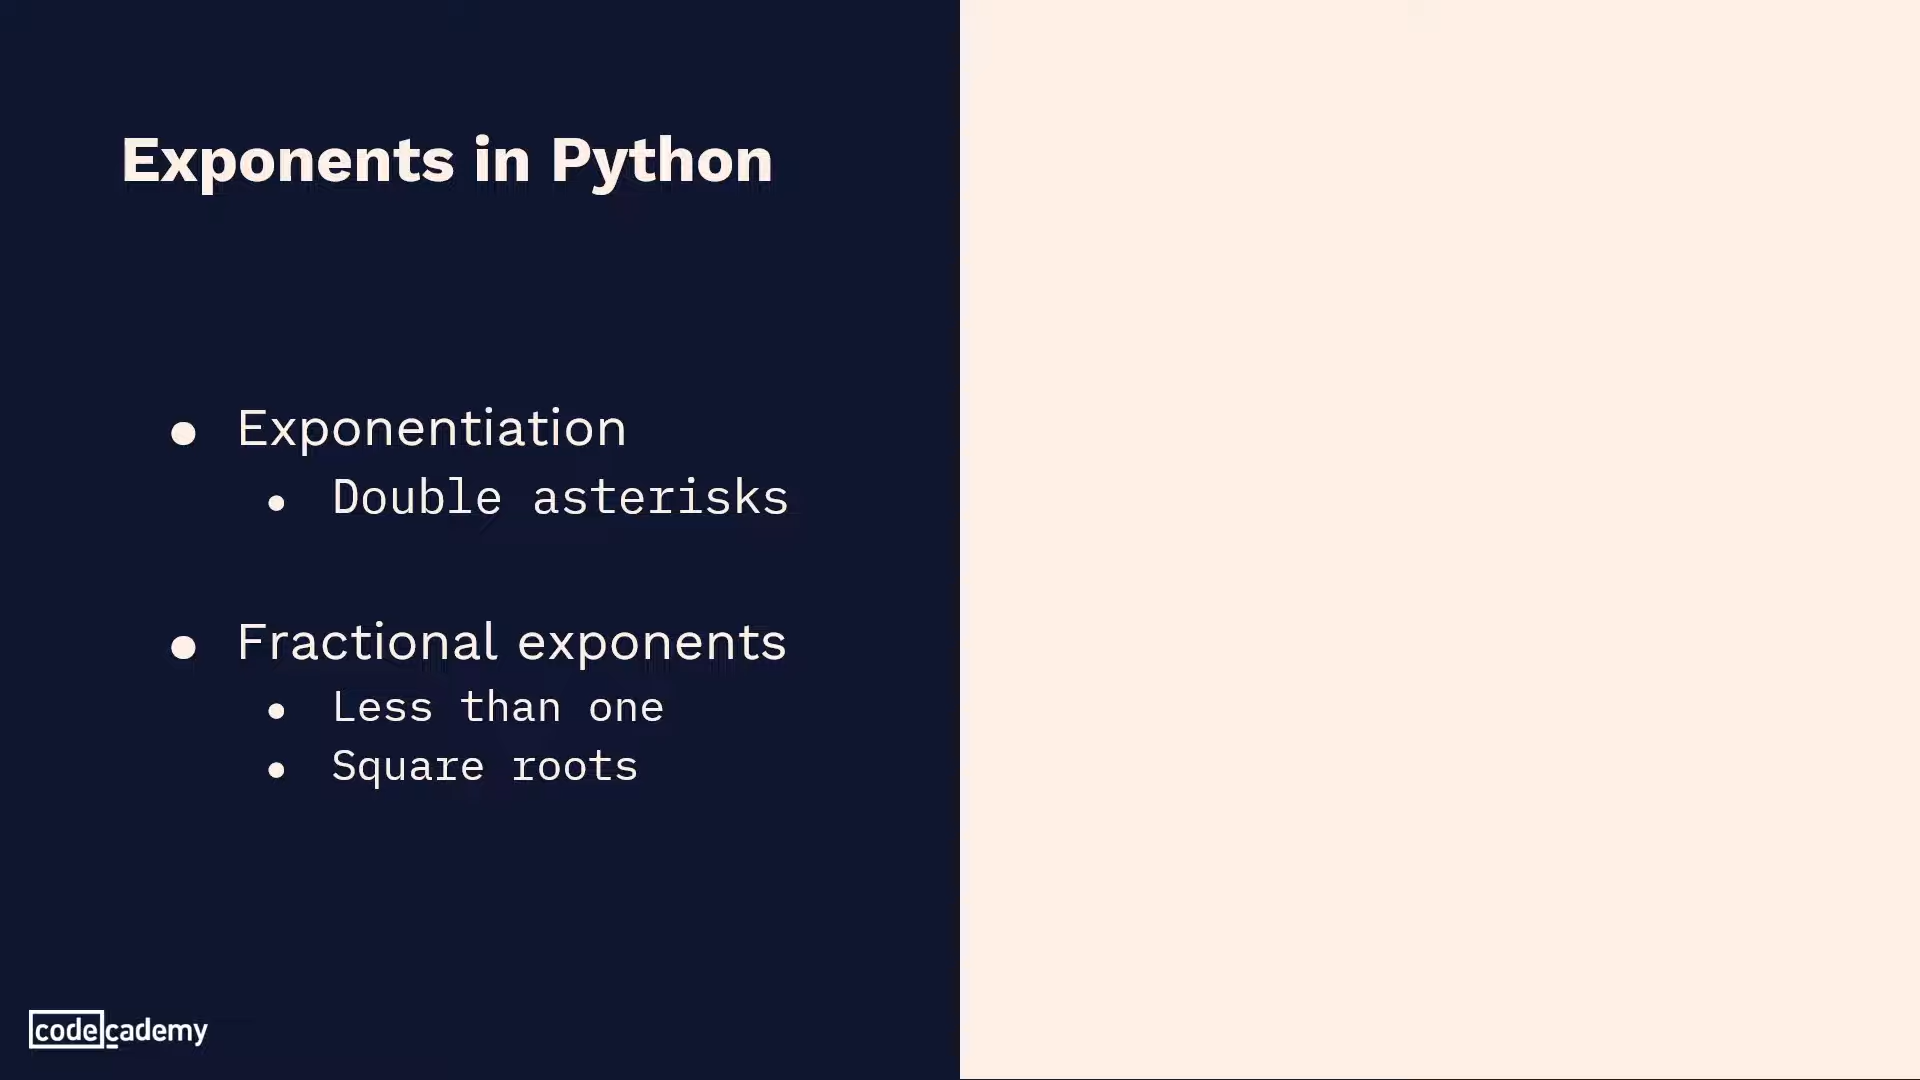 Exponents in Python
● Exponentiation
● Double asterisks
● Fractional exponents
● Less than one
● Square roots
codecademy